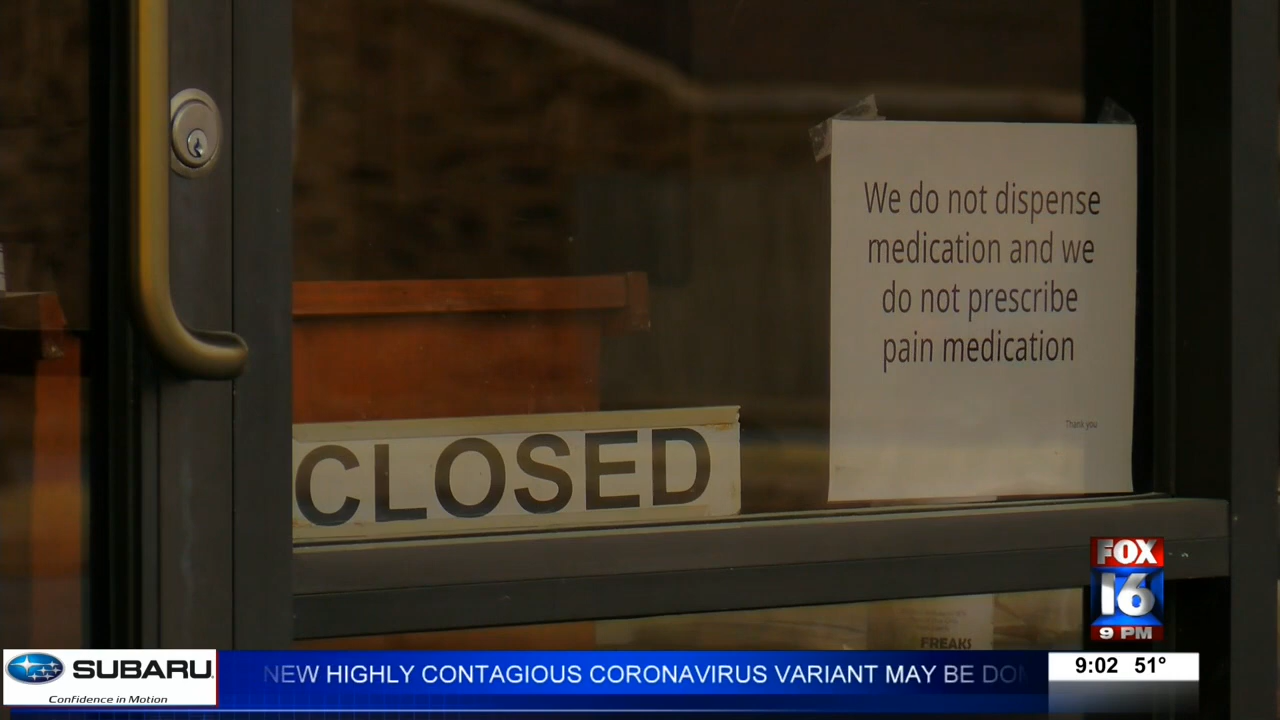 We do not dispense
medication and we
do not prescribe
pain medication
Thank you
CLOSED
FOX
16
9 PM
FREAKS
SUBARU
Confidence in Motion
NEW HIGHLY CONTAGIOUS CORONAVIRUS VARIANT MAY BE
9:02 51°